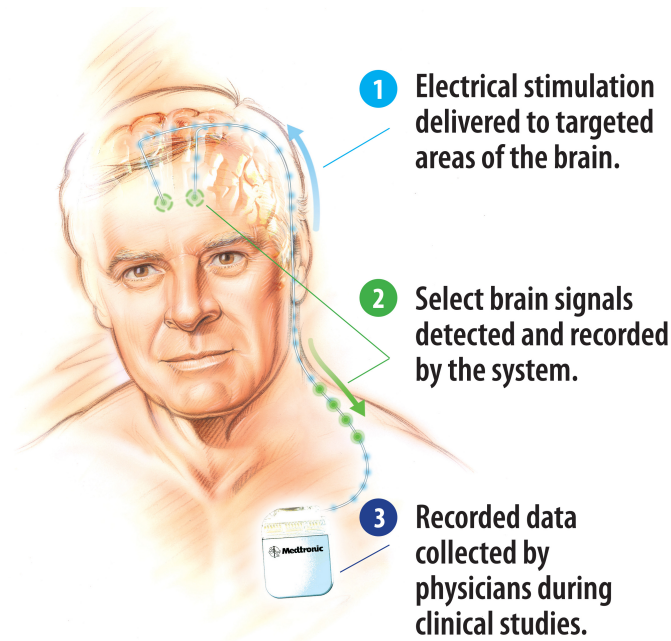 1 Electrical stimulation
delivered to targeted
areas of the brain.
2 Select brain signals
detected and recorded
by the system.
3 Recorded data
collected by
physicians during
clinical studies.
Medtronic